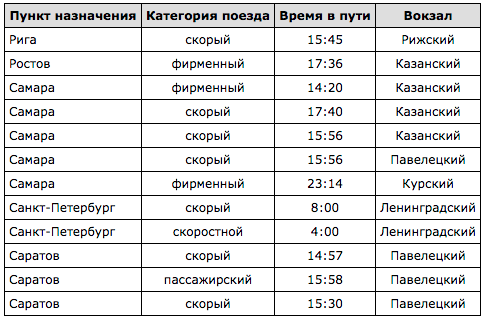 Пункт назначения Категория поезда Время в пути Вокзал
Рига скорый 15:45 Рижский
Ростов фирменный 17:36 Казанский
Самара фирменный 14:20 Казанский
Самара скорый 17:40 Казанский
Самара скорый 15:56 Казанский
Самара скорый 15:56 Павелецкий
Самара фирменный 23:14 Курский
Санкт-Петербург скорый 8:00 Ленинградский
Санкт-Петербург скоростной 4:00 Ленинградский
Саратов скорый 14:57 Павелецкий
Саратов пассажирский 15:58 Павелецкий
Саратов скорый 15:30 Павелецкий